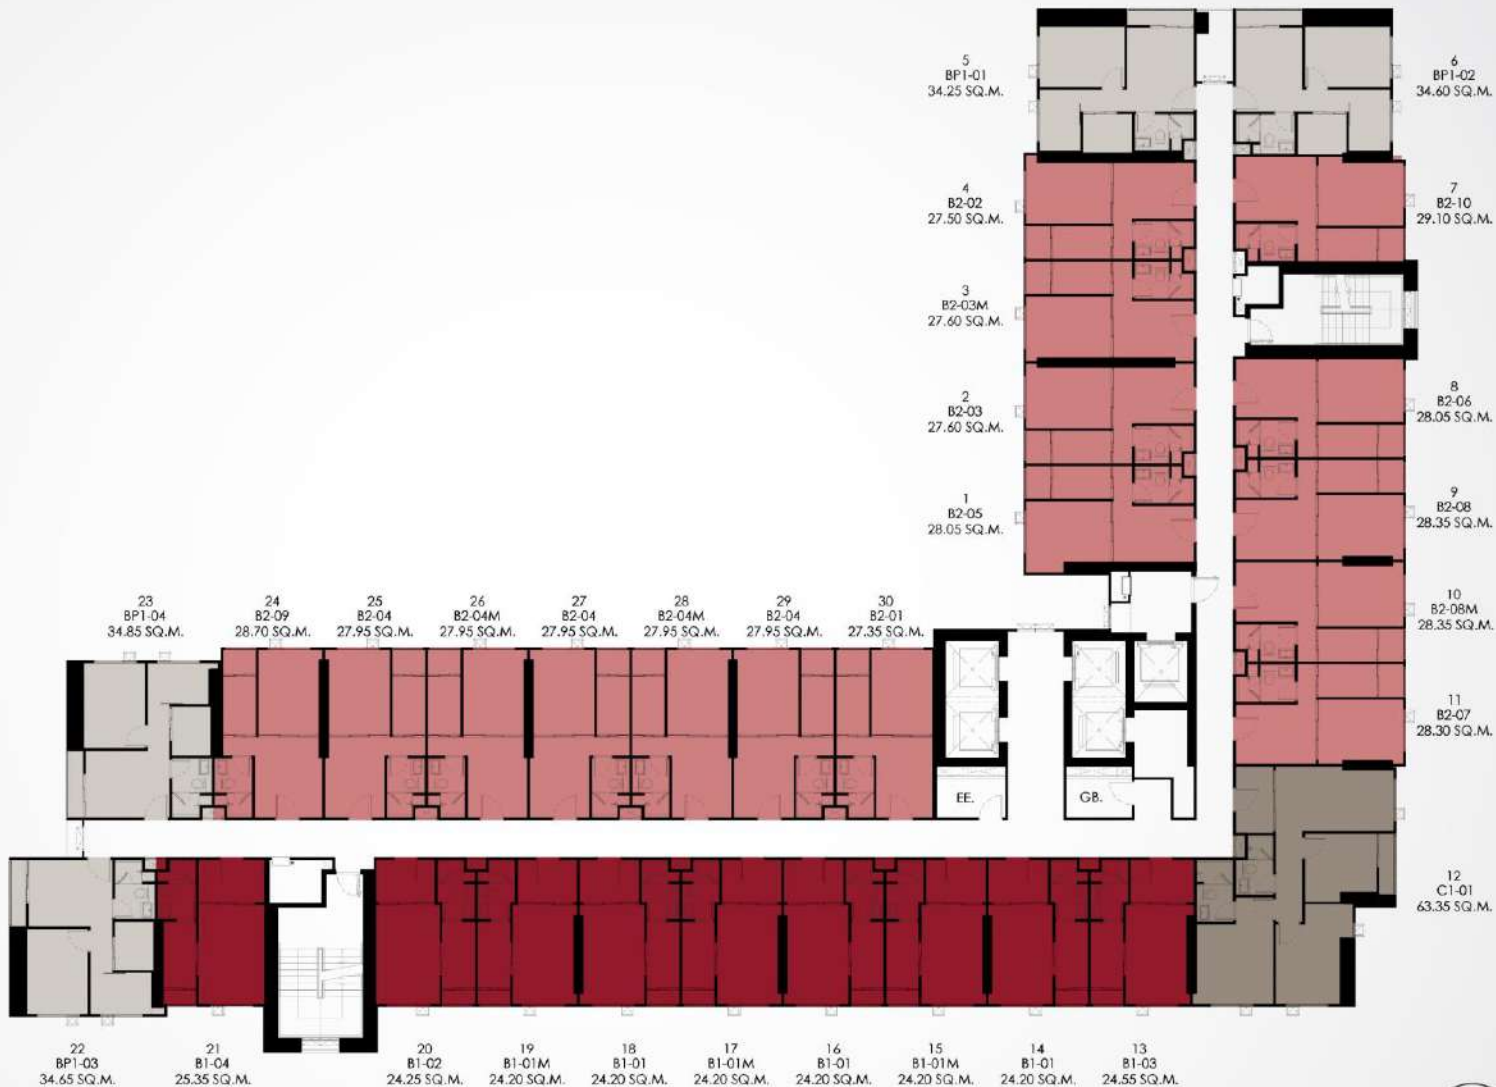 5
BP1-01
34.25 SQ.M.
6
BP1-02
34.60 SQ.M.
4
B2-02
27.50 SQ.M.
7
B2-10
29.10 SQ.M.
3
B2-03M
27.60 SQ.M.
2
B2-03
27.60 SQ.M.
8
B2-06
28.05 SQ.M.
1
B2-05
28.05 SQ.M.
9
B2-08
28.35 SQ.M.
10
B2-08M
28.35 SQ.M.
11
B2-07
28.30 SQ.M.
23
BP1-04
34.85 SQ.M.
24
B2-09
28.70 SQ.M.
25
B2-04
27.95 SQ.M.
26
B2-04M
27.95 SQ.M.
27
B2-04
27.95 SQ.M.
28
B2-04M
27.95 SQ.M.
29
B2-04
27.95 SQ.M.
30
B2-01
27.35 SQ.M.
EE.
GB.
12
C1-01
63.35 SQ.M.
22
BP1-03
34.65 SQ.M.
21
B1-04
25.35 SQ.M.
20
B1-02
24.25 SQ.M.
19
B1-01M
24.20 SQ.M.
18
B1-01
24.20 SQ.M.
17
B1-01M
24.20 SQ.M.
16
B1-01
24.20 SQ.M.
15
B1-01M
24.20 SQ.M.
14
B1-01
24.20 SQ.M.
13
B1-03
24.55 SQ.M.